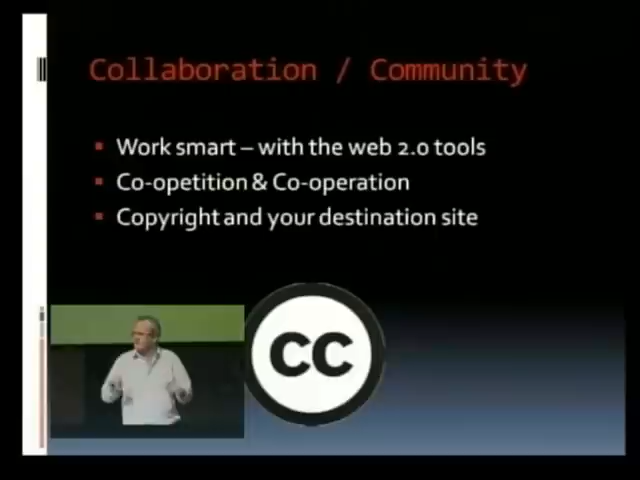 Collaboration / Community
Work smart – with the web 2.0 tools
Co-opetition & Co-operation
Copyright and your destination site
CC